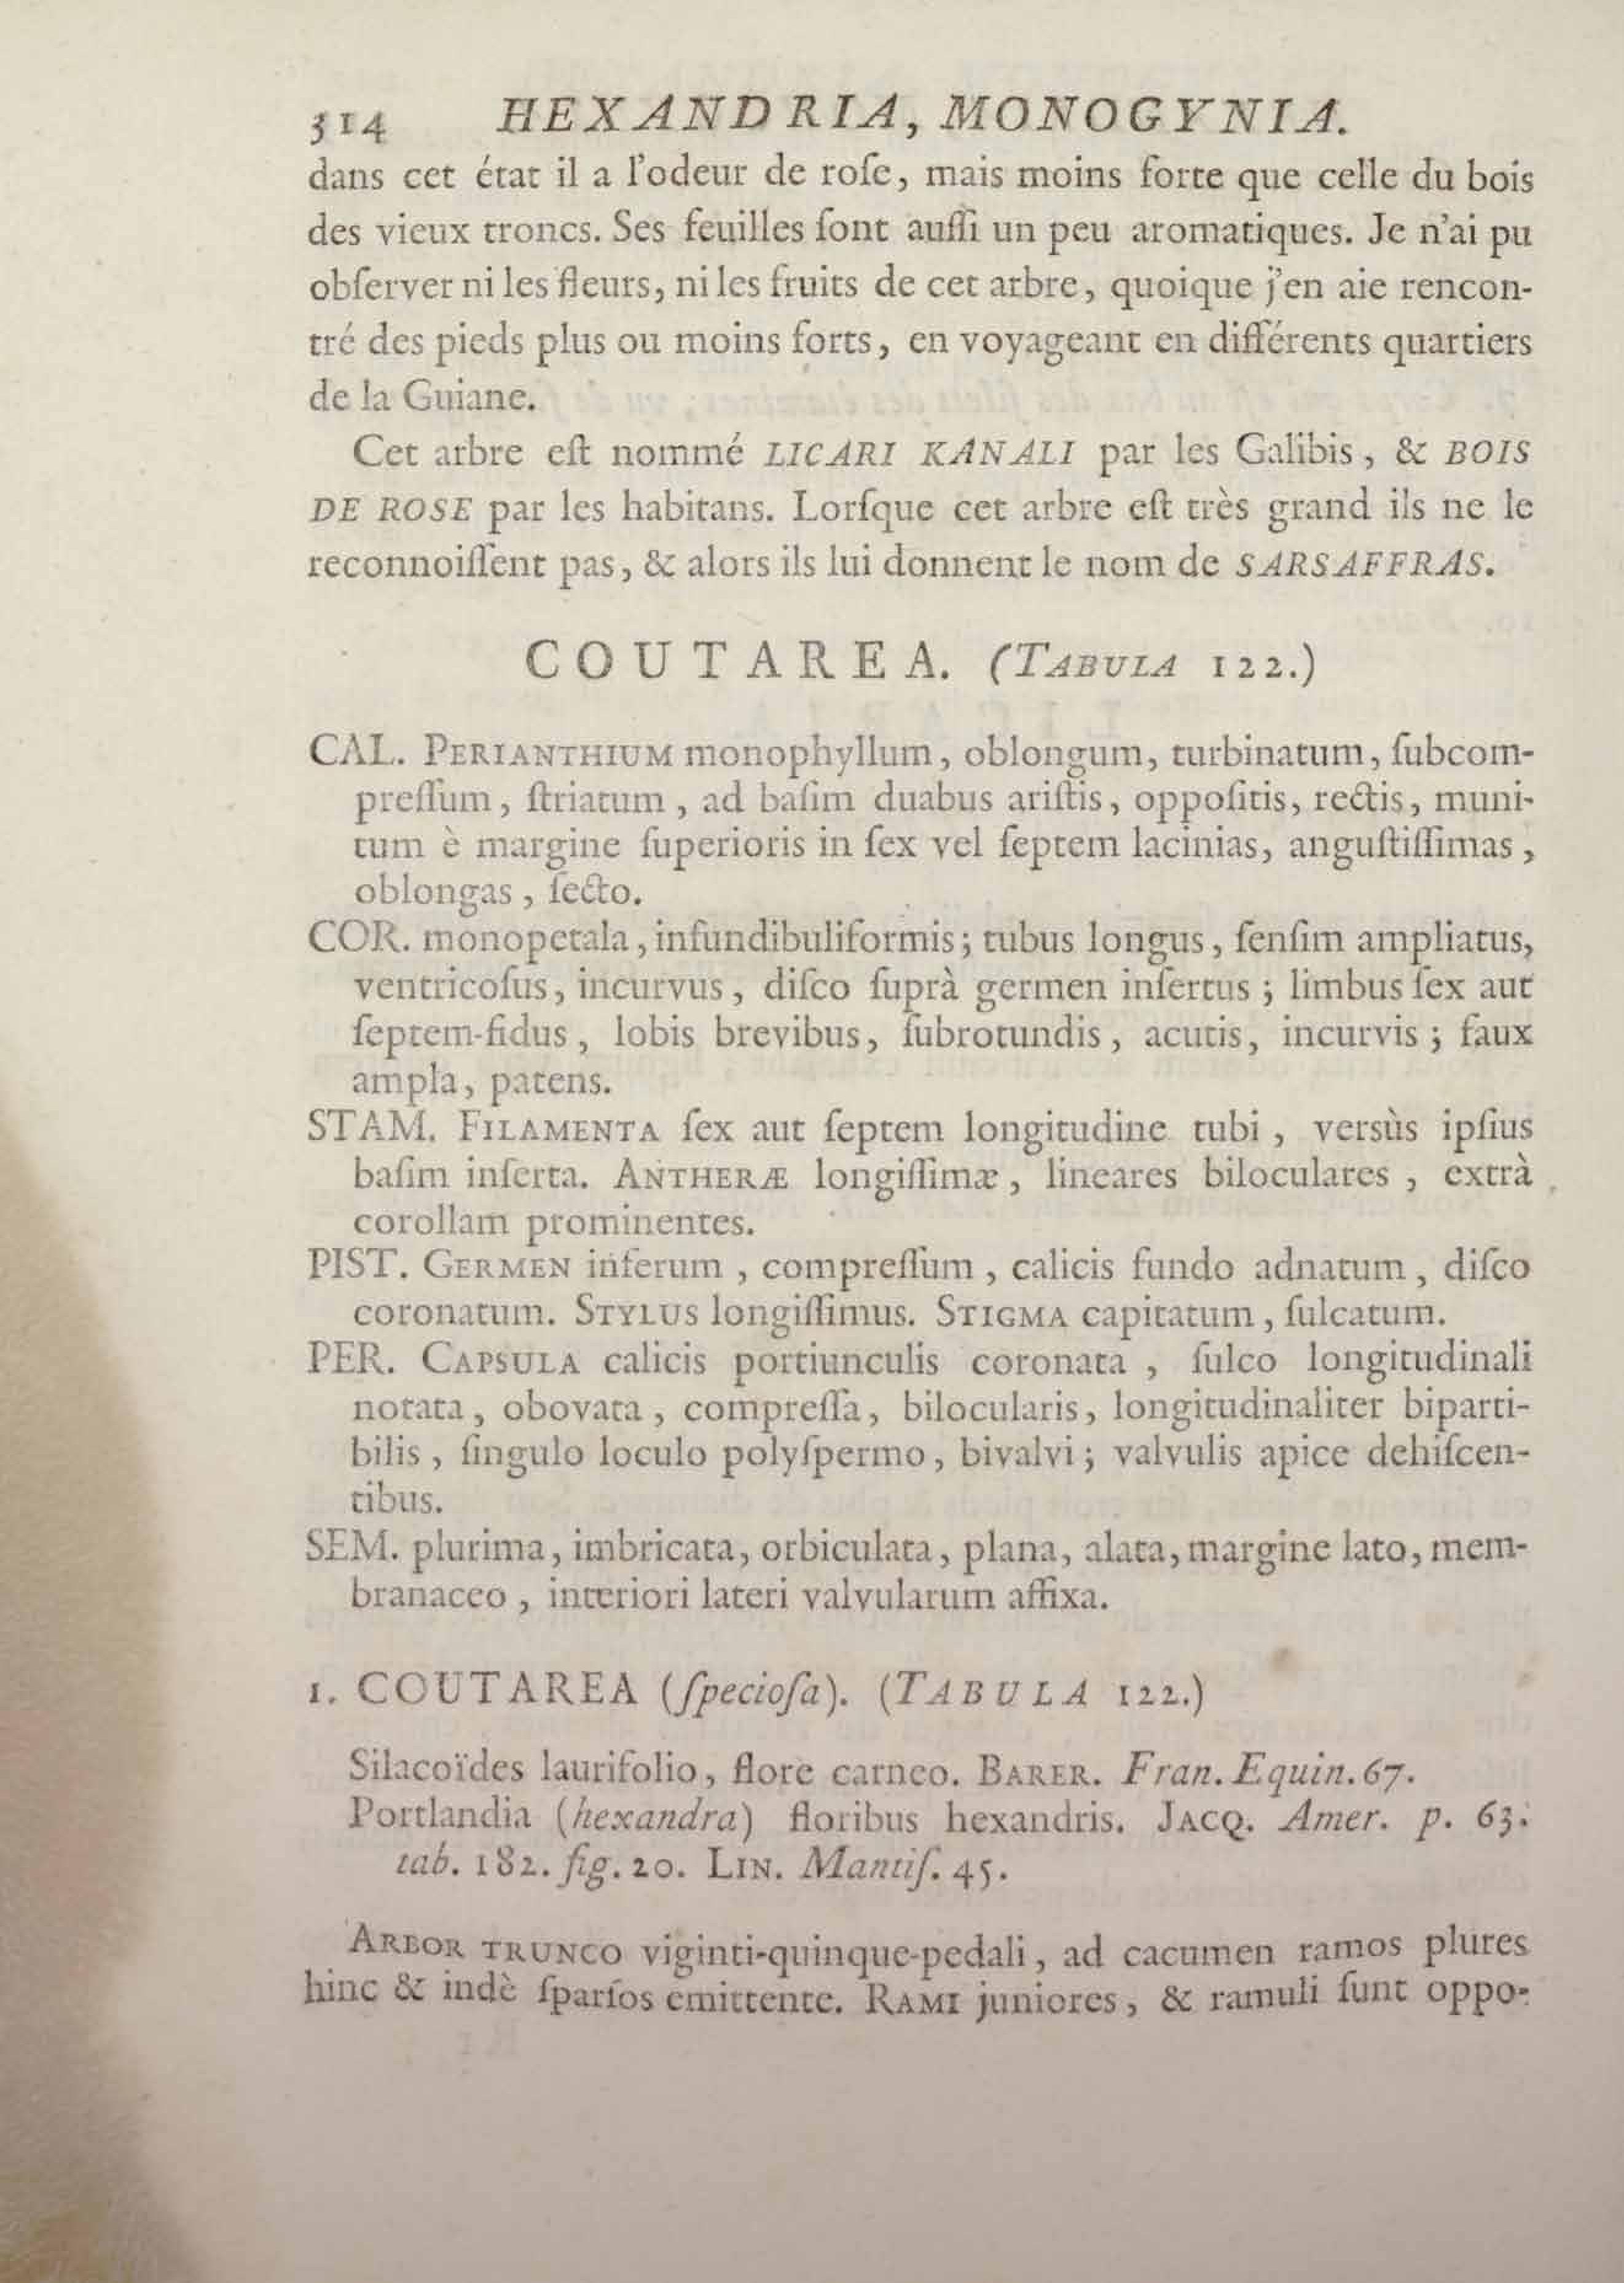 314 HEXANDRIA, MONOGYNIA.
dans cet état il a l'odeur de roſe, mais moins forte que celle du bois
des vieux troncs. Ses feuilles ſont auſſi un peu aromatiques. Je n'ai pu
obſerver ni les fleurs, ni les fruits de cet arbre, quoique j'en aie rencon-
tré des pieds plus ou moins forts, en voyageant en différents quartiers
de la Guiane.
Cet arbre eſt nommé LICARI KANALI par les Galibis, & BOIS
DE ROSE par les habitans. Lorſque cet arbre eſt très grand ils ne le
reconnoiſſent pas, & alors ils lui donnent le nom de SARSAFFRAS.
COUTAREA. (TABULA 122.)
CAL. PERIANTHIUM monophyllum, oblongum, turbinatum, ſubcom-
preſſum, ſtriatum, ad baſim duabus ariſtis, oppoſitis, rectis, muni-
tum è margine ſuperioris in ſex vel ſeptem lacinias, anguſtiſſimas,
oblongas, ſecto.
COR. monopetala, infundibuliformis; tubus longus, ſenſim ampliatus,
ventricoſus, incurvus, diſco ſuprà germen inſertus; limbus ſex aut
ſeptem-fidus, lobis brevibus, ſubrotundis, acutis, incurvis; faux
ampla, patens.
STAM. FILAMENTA ſex aut ſeptem longitudine tubi, versùs ipſius
baſim inſerta. ANTHERÆ longiſſimæ, lineares biloculares, extrà
corollam prominentes.
PIST. GERMEN inferum, compreſſum, calicis fundo adnatum, diſco
coronatum. STYLUS longiſſimus. STIGMA capitatum, ſulcatum.
PER. CAPSULA calicis portiunculis coronata, ſulco longitudinali
notata, obovata, compreſſa, bilocularis, longitudinaliter biparti-
bilis, ſingulo loculo polyſpermo, bivalvi; valvulis apice dehiſcen-
tibus.
SEM. plurima, imbricata, orbiculata, plana, alata, margine lato, mem-
branaceo, interiori lateri valvularum affixa.
1. COUTAREA (ſpecioſa). (TABULA 122.)
Silacoïdes laurifolio, flore carneo. BARER. Fran. Equin. 67.
Portlandia (hexandra) floribus hexandris. JACQ. Amer. p. 63.
tab. 182. fig. 20. LIN. Mantiſ. 45.
ARBOR TRUNCO viginti-quinque-pedali, ad cacumen ramos plures
hinc & indè ſparſos emittente. RAMI juniores, & ramuli ſunt oppo-